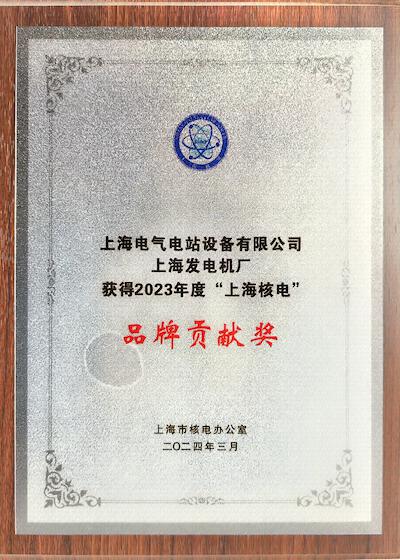 上海电气电站设备有限公司
上海发电机厂
获得2023年度“上海核电”
品牌贡献奖
上海市核电办公室
二〇二四年三月